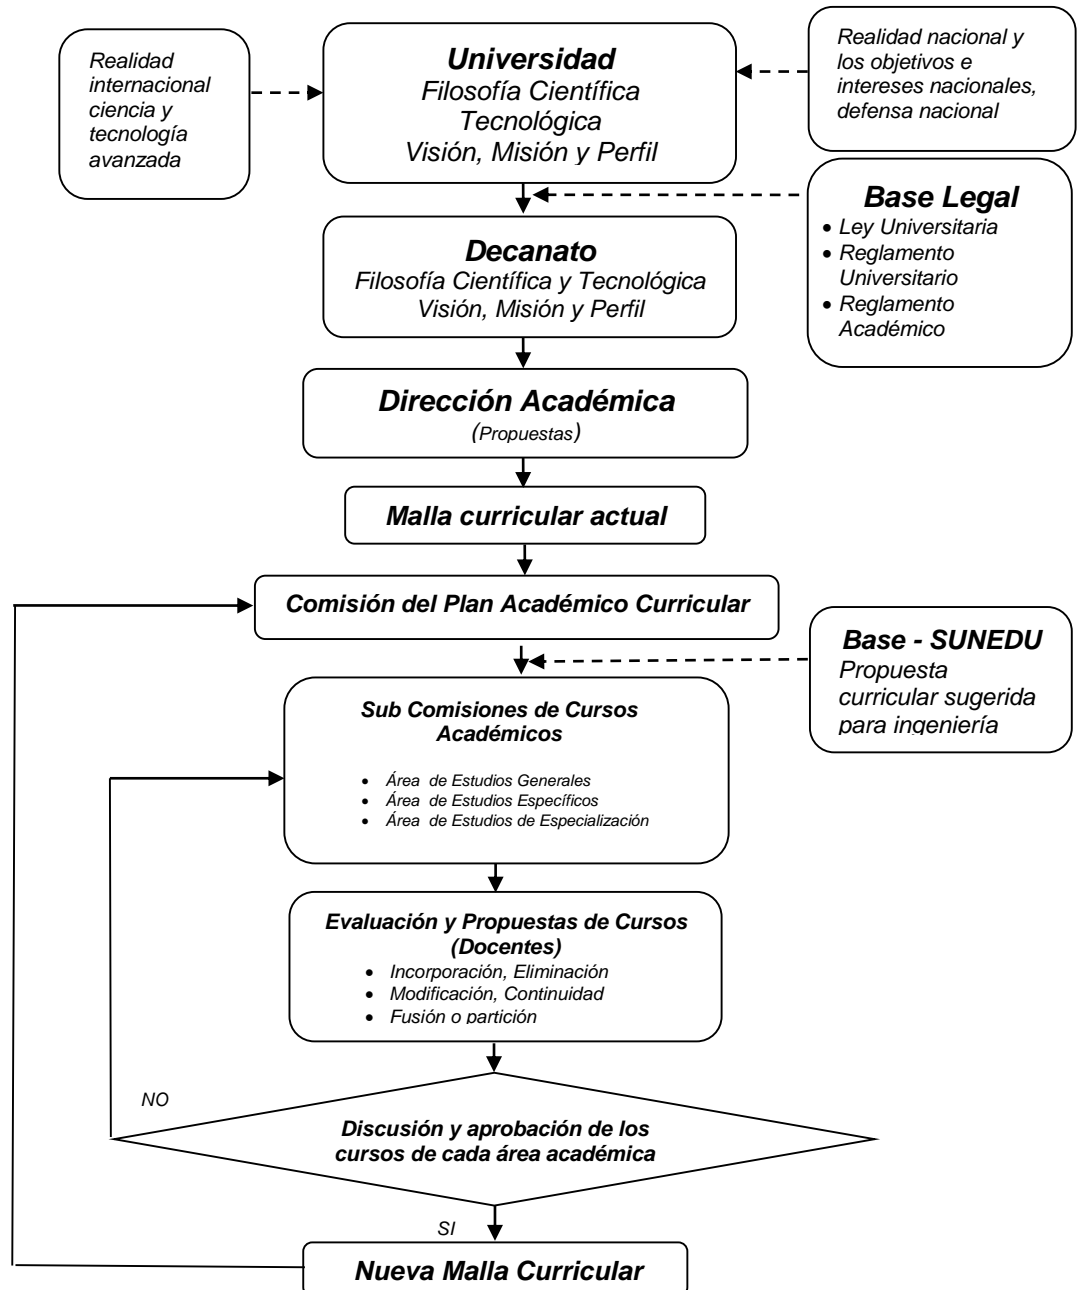 Realidad
internacional
ciencia y
tecnología
avanzada
Universidad
Filosofía Científica
Tecnológica
Visión, Misión y Perfil
Realidad nacional y
los objetivos e
intereses nacionales,
defensa nacional
Base Legal
• Ley Universitaria
• Reglamento
Universitario
• Reglamento
Académico
Decanato
Filosofía Científica y Tecnológica
Visión, Misión y Perfil
Dirección Académica
(Propuestas)
Malla curricular actual
Comisión del Plan Académico Curricular
Base - SUNEDU
Propuesta
curricular sugerida
para ingeniería
Sub Comisiones de Cursos
Académicos
• Área de Estudios Generales
• Área de Estudios Específicos
• Área de Estudios de Especialización
Evaluación y Propuestas de Cursos
(Docentes)
• Incorporación, Eliminación
• Modificación, Continuidad
• Fusión o partición
NO
Discusión y aprobación de los
cursos de cada área académica
SI
Nueva Malla Curricular